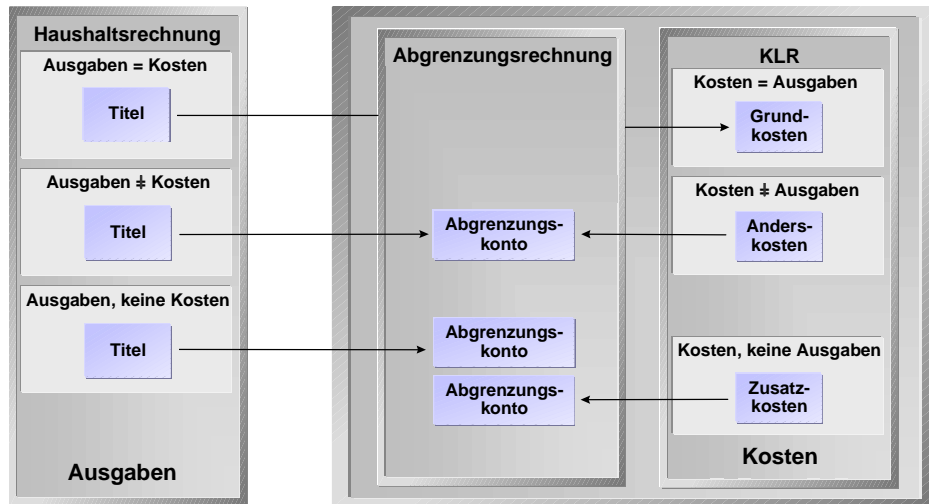 Haushaltsrechnung
Ausgaben = Kosten
Titel
Ausgaben ⧧ Kosten
Titel
Ausgaben, keine Kosten
Titel
Ausgaben
Abgrenzungsrechnung
Abgrenzungs-
konto
Abgrenzungs-
konto
Abgrenzungs-
konto
KLR
Kosten = Ausgaben
Grund-
kosten
Kosten ⧧ Ausgaben
Anders-
kosten
Kosten, keine Ausgaben
Zusatz-
kosten
Kosten